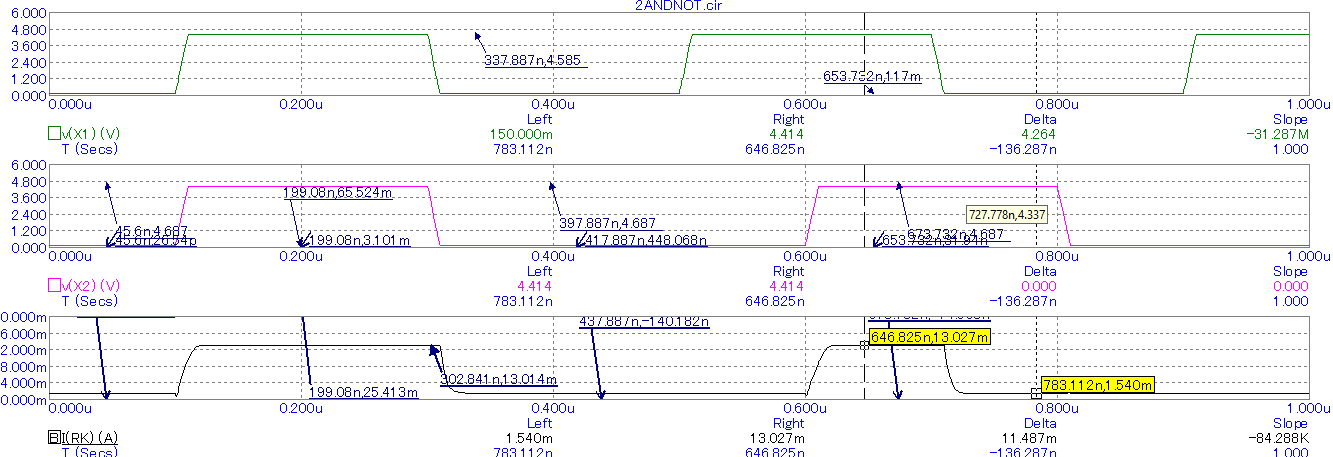 2ANDNOT.cir
6.000
4.800
3.600
2.400
1.200
0.000
337.887n,4.585
653.732n,117m
0.000u 0.200u 0.400u 0.600u 0.800u 1.000u
Left Right Delta Slope
v(X1) (V) 150.000m 4.414 4.264 -31.287M
T (Secs) 783.112n 646.825n -136.287n 1.000
6.000
4.800
3.600
2.400
1.200
0.000
199.08n,65.524m
727.778n,4.337
397.887n,4.687
45.6n,4.687
673.732n,4.687
199.08n,3.101m
417.887n,448.068n
0.000u 0.200u 0.400u 0.600u 0.800u 1.000u
Left Right Delta Slope
v(X2) (V) 4.414 4.414 0.000 0.000
T (Secs) 783.112n 646.825n -136.287n 1.000
0.000m
6.000m
2.000m
8.000m
4.000m
0.000m
437.887n,-140.182n
646.825n,13.027m
302.841n,13.014m
783.112n,1.540m
199.08n,25.413m
0.000u 0.200u 0.400u 0.600u 0.800u 1.000u
Left Right Delta Slope
B I(RK) (A) 1.540m 13.027m 11.487m -84.288K
T (Secs) 783.112n 646.825n -136.287n 1.000